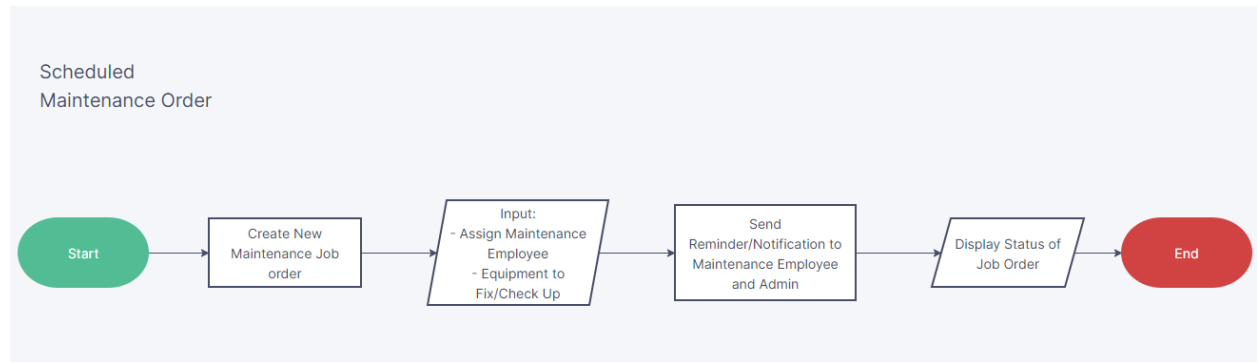 Scheduled
Maintenance Order
Start
Create New
Maintenance Job
order
Input:
- Assign Maintenance
Employee
- Equipment to
Fix/Check Up
Send
Reminder/Notification to
Maintenance Employee
and Admin
Display Status of
Job Order
End